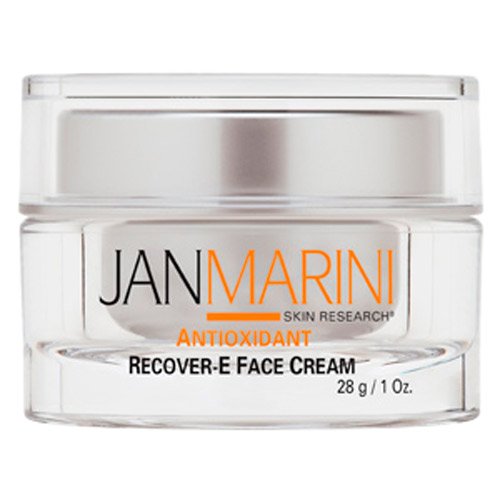 JANMARINI
SKIN RESEARCH®
ANTIOXIDANT
RECOVER-E FACE CREAM
28 g / 1 Oz.